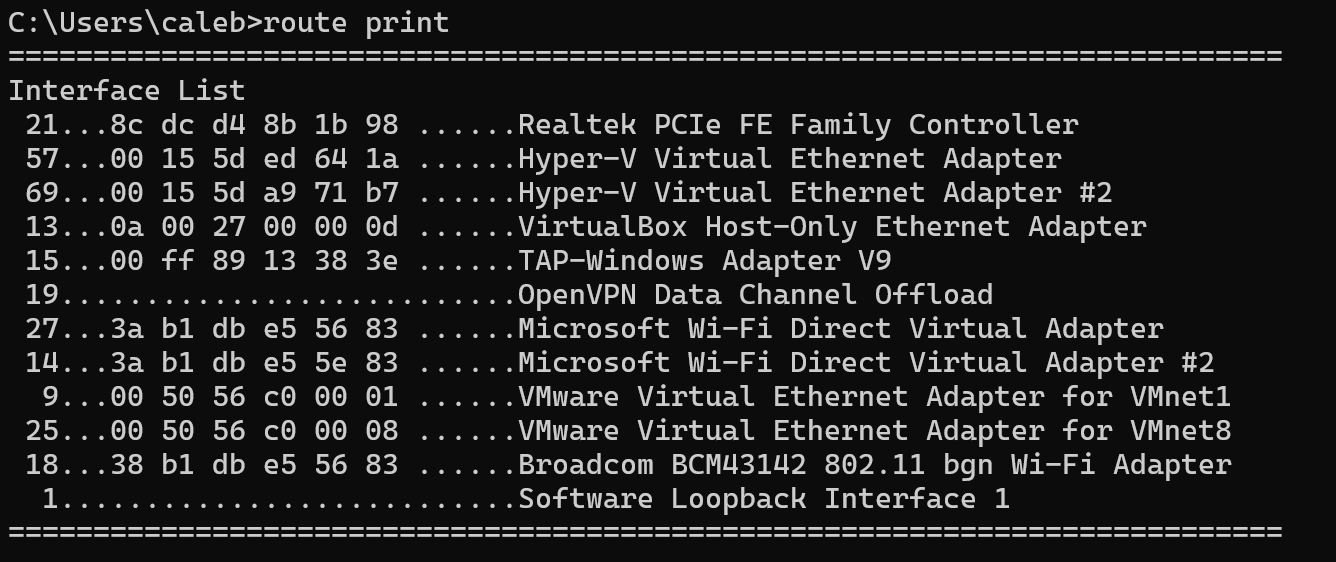 C:\Users\caleb>route print
===========================================================================
Interface List
 21...8c dc d4 8b 1b 98 ......Realtek PCIe FE Family Controller
 57...00 15 5d ed 64 1a ......Hyper-V Virtual Ethernet Adapter
 69...00 15 5d a9 71 b7 ......Hyper-V Virtual Ethernet Adapter #2
 13...0a 00 27 00 00 0d ......VirtualBox Host-Only Ethernet Adapter
 15...00 ff 89 13 38 3e ......TAP-Windows Adapter V9
 19...........................OpenVPN Data Channel Offload
 27...3a b1 db e5 56 83 ......Microsoft Wi-Fi Direct Virtual Adapter
 14...3a b1 db e5 5e 83 ......Microsoft Wi-Fi Direct Virtual Adapter #2
  9...00 50 56 c0 00 01 ......VMware Virtual Ethernet Adapter for VMnet1
 25...00 50 56 c0 00 08 ......VMware Virtual Ethernet Adapter for VMnet8
 18...38 b1 db e5 56 83 ......Broadcom BCM43142 802.11 bgn Wi-Fi Adapter
  1...........................Software Loopback Interface 1
===========================================================================